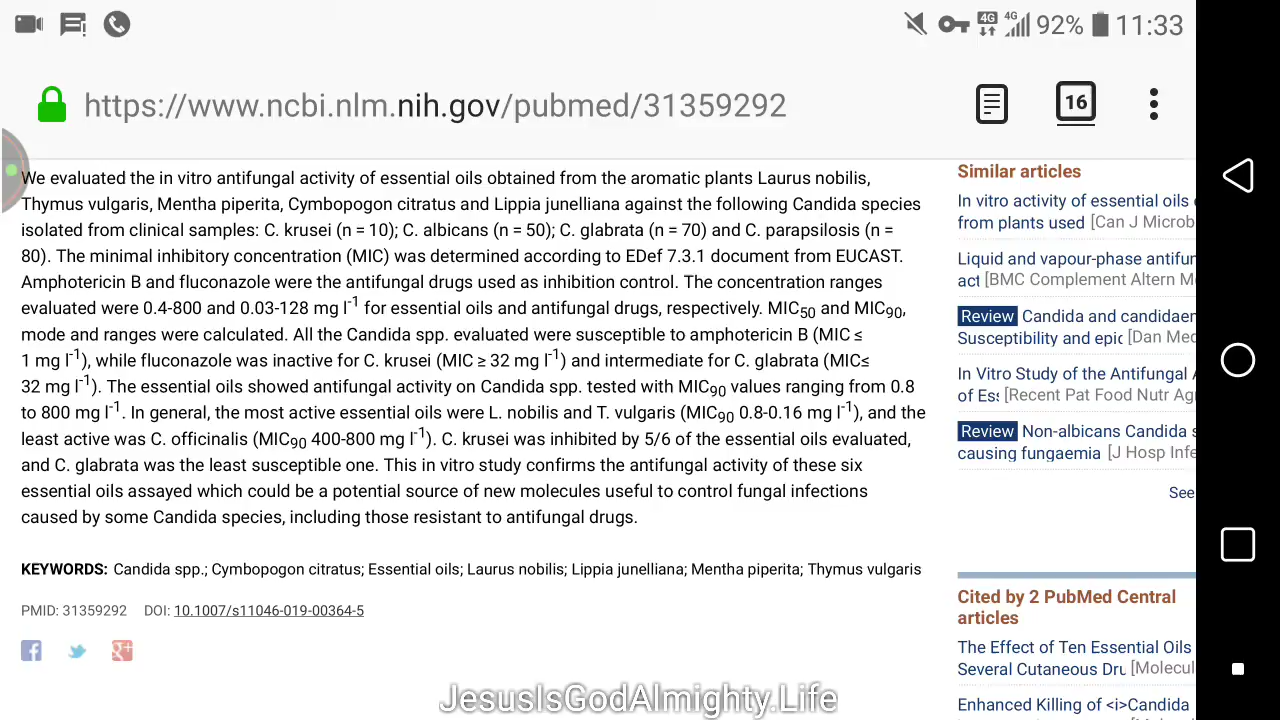 4G 4G 92% 11:33
https://www.ncbi.nlm.nih.gov/pubmed/31359292
16
We evaluated the in vitro antifungal activity of essential oils obtained from the aromatic plants Laurus nobilis,
Thymus vulgaris, Mentha piperita, Cymbopogon citratus and Lippia junelliana against the following Candida species
isolated from clinical samples: C. krusei (n = 10); C. albicans (n = 50); C. glabrata (n = 70) and C. parapsilosis (n =
80). The minimal inhibitory concentration (MIC) was determined according to EDef 7.3.1 document from EUCAST.
Amphotericin B and fluconazole were the antifungal drugs used as inhibition control. The concentration ranges
evaluated were 0.4-800 and 0.03-128 mg l-1 for essential oils and antifungal drugs, respectively. MIC50 and MIC90,
mode and ranges were calculated. All the Candida spp. evaluated were susceptible to amphotericin B (MIC ≤
1 mg l-1), while fluconazole was inactive for C. krusei (MIC ≥ 32 mg l-1) and intermediate for C. glabrata (MIC≤
32 mg l-1). The essential oils showed antifungal activity on Candida spp. tested with MIC90 values ranging from 0.8
to 800 mg l-1. In general, the most active essential oils were L. nobilis and T. vulgaris (MIC90 0.8-0.16 mg l-1), and the
least active was C. officinalis (MIC90 400-800 mg l-1). C. krusei was inhibited by 5/6 of the essential oils evaluated,
and C. glabrata was the least susceptible one. This in vitro study confirms the antifungal activity of these six
essential oils assayed which could be a potential source of new molecules useful to control fungal infections
caused by some Candida species, including those resistant to antifungal drugs.
KEYWORDS: Candida spp.; Cymbopogon citratus; Essential oils; Laurus nobilis; Lippia junelliana; Mentha piperita; Thymus vulgaris
PMID: 31359292 DOI: 10.1007/s11046-019-00364-5
Similar articles
In vitro activity of essential oils
from plants used [Can J Microb
Liquid and vapour-phase antifun
act [BMC Complement Altern M
Review Candida and candidaem
Susceptibility and epic [Dan Med
In Vitro Study of the Antifungal A
of Ess [Recent Pat Food Nutr Ag
Review Non-albicans Candida s
causing fungaemia [J Hosp Infe
See
Cited by 2 PubMed Central
articles
The Effect of Ten Essential Oils
Several Cutaneous Dru [Molecul
Enhanced Killing of <i>Candida
JesusIsGodAlmighty.Life